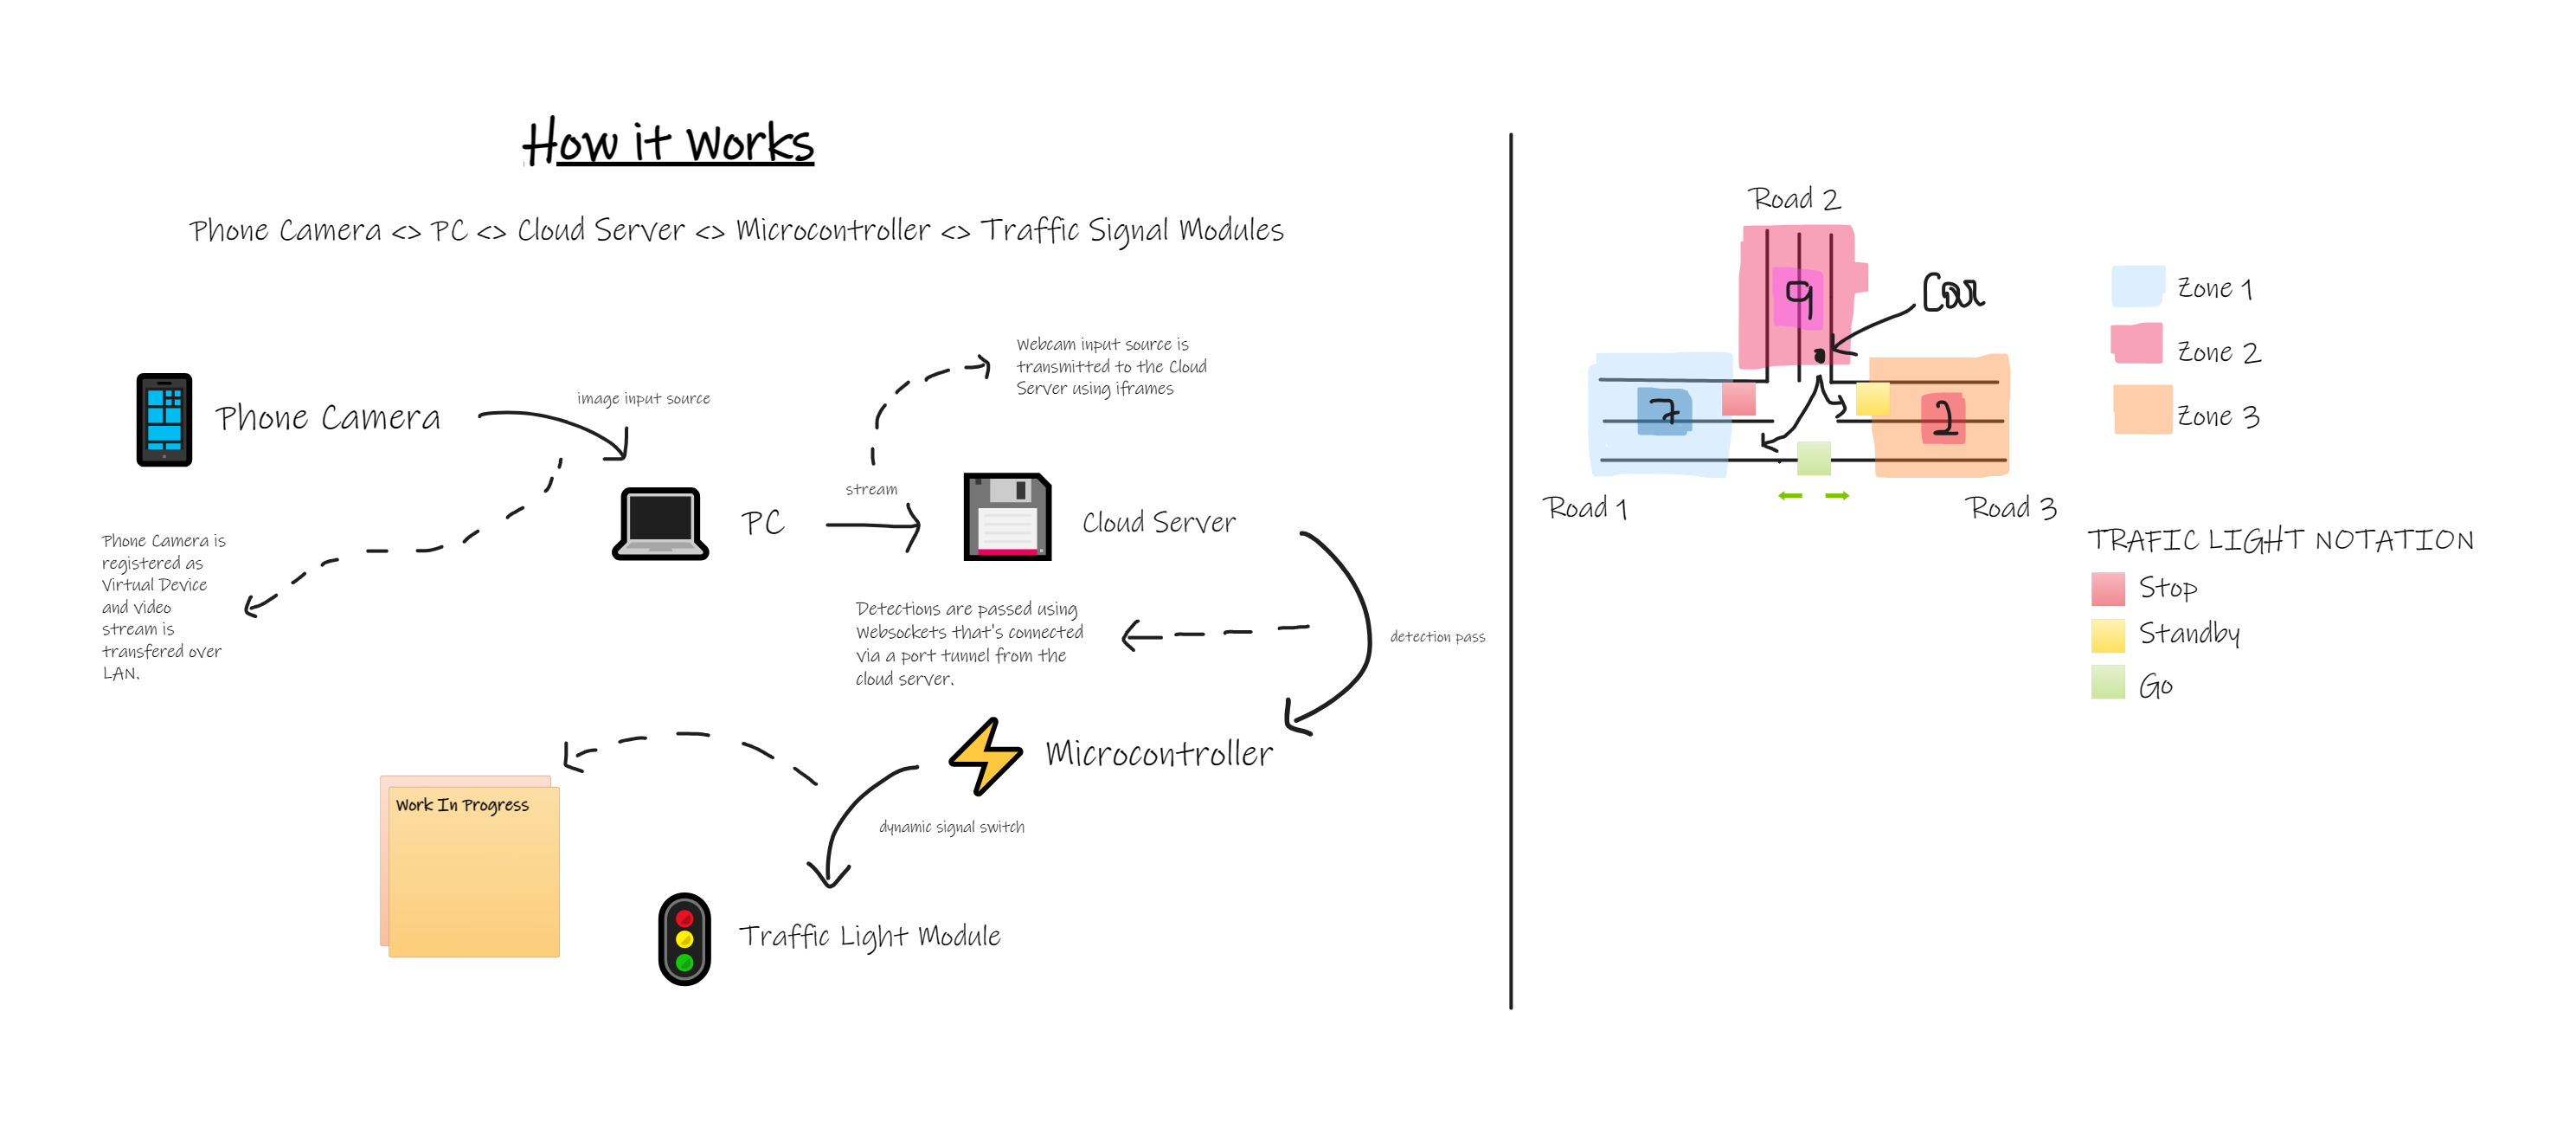 How it Works
Phone Camera <> PC <> Cloud Server <> Microcontroller <> Traffic Signal Modules
Phone Camera
image input source
Webcam input source is
transmitted to the Cloud
Server using iframes
stream
PC
Cloud Server
Phone Camera is
registered as
Virtual Device
and video
stream is
transfered over
LAN.
Detections are passed using
Websockets that's connected
via a port tunnel from the
cloud server.
detection pass
Microcontroller
dynamic signal switch
Work In Progress
Traffic Light Module
Road 2
9
Car
7
2
Road 1
Road 3
Zone 1
Zone 2
Zone 3
TRAFIC LIGHT NOTATION
Stop
Standby
Go